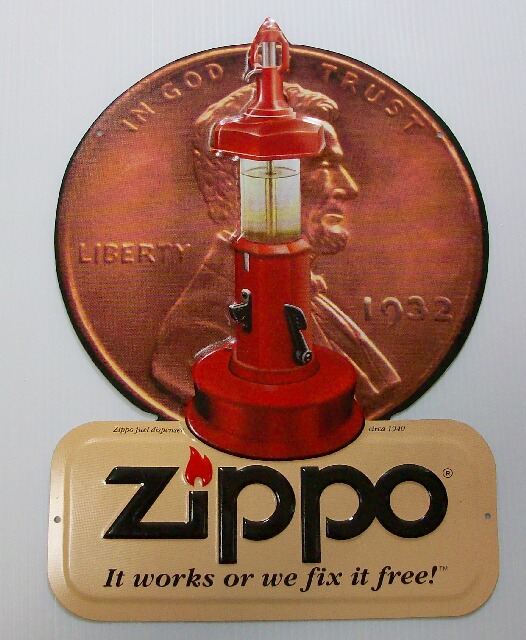 IN GOD TRUST
LIBERTY
1932
Zippo fuel dispenser circa 1940
zippo®
It works or we fix it free!™